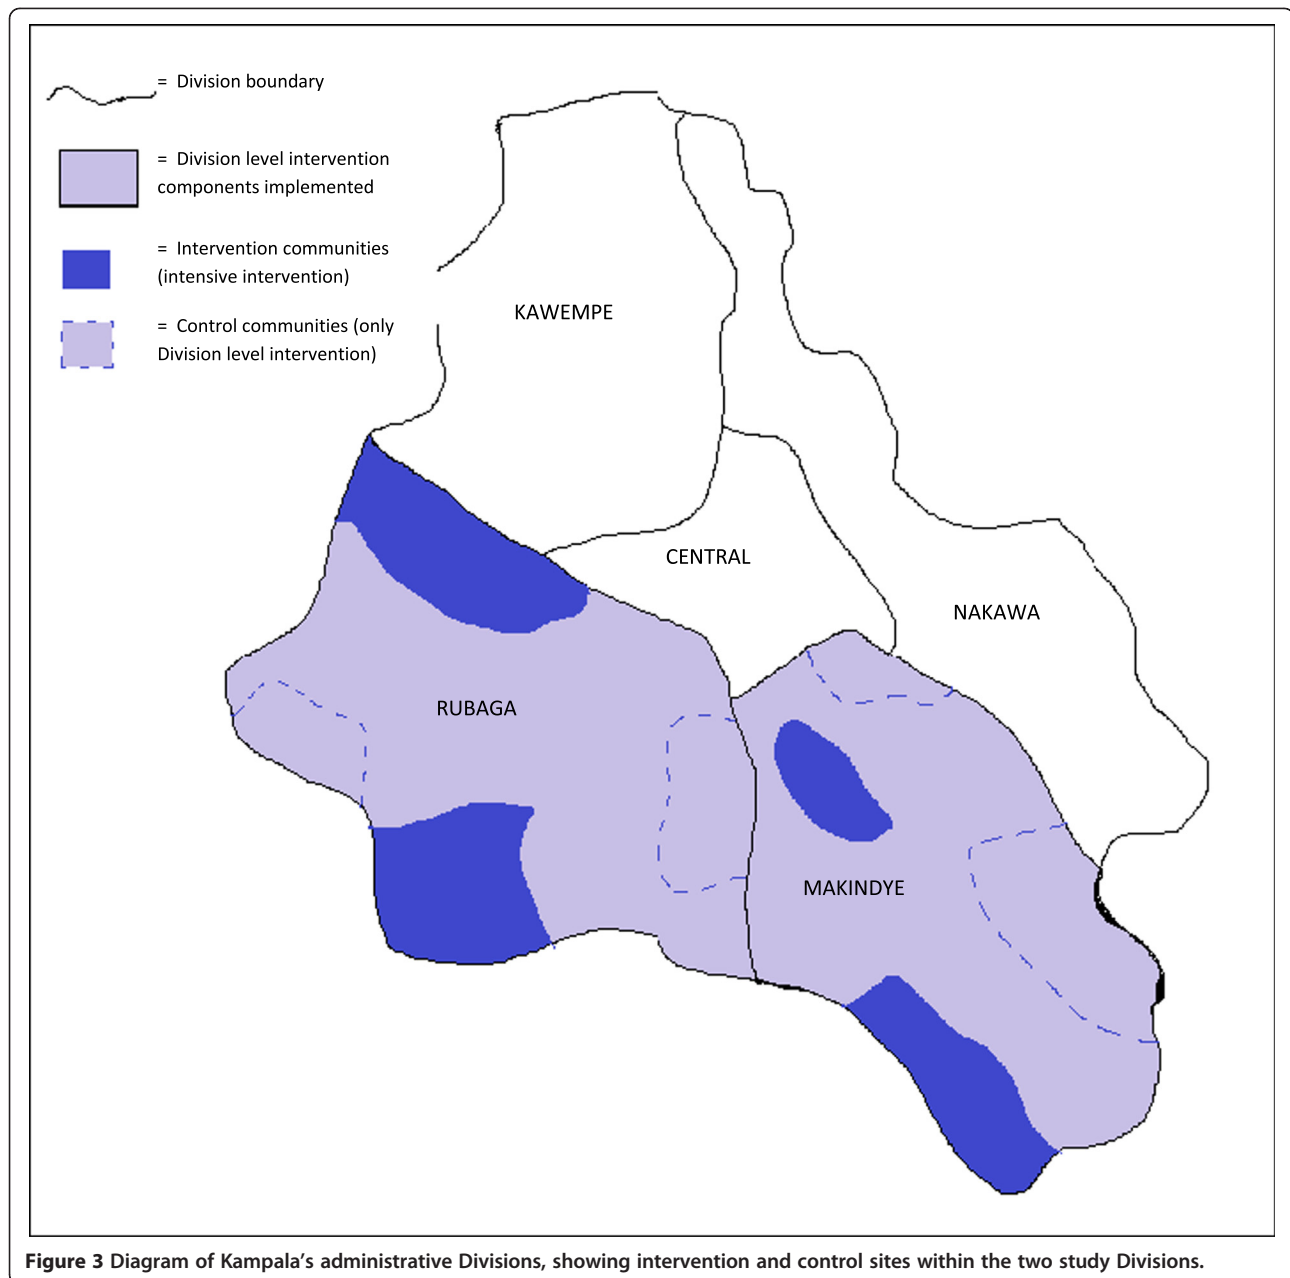 = Division boundary
= Division level intervention
components implemented
= Intervention communities
(intensive intervention)
= Control communities (only
Division level intervention)
KAWEMPE
CENTRAL
NAKAWA
RUBAGA
MAKINDYE
Figure 3 Diagram of Kampala’s administrative Divisions, showing intervention and control sites within the two study Divisions.